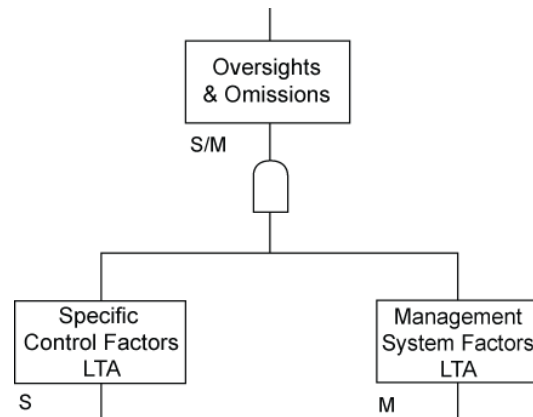 Oversights
& Omissions
S/M
Specific
Control Factors
LTA
S
Management
System Factors
LTA
M